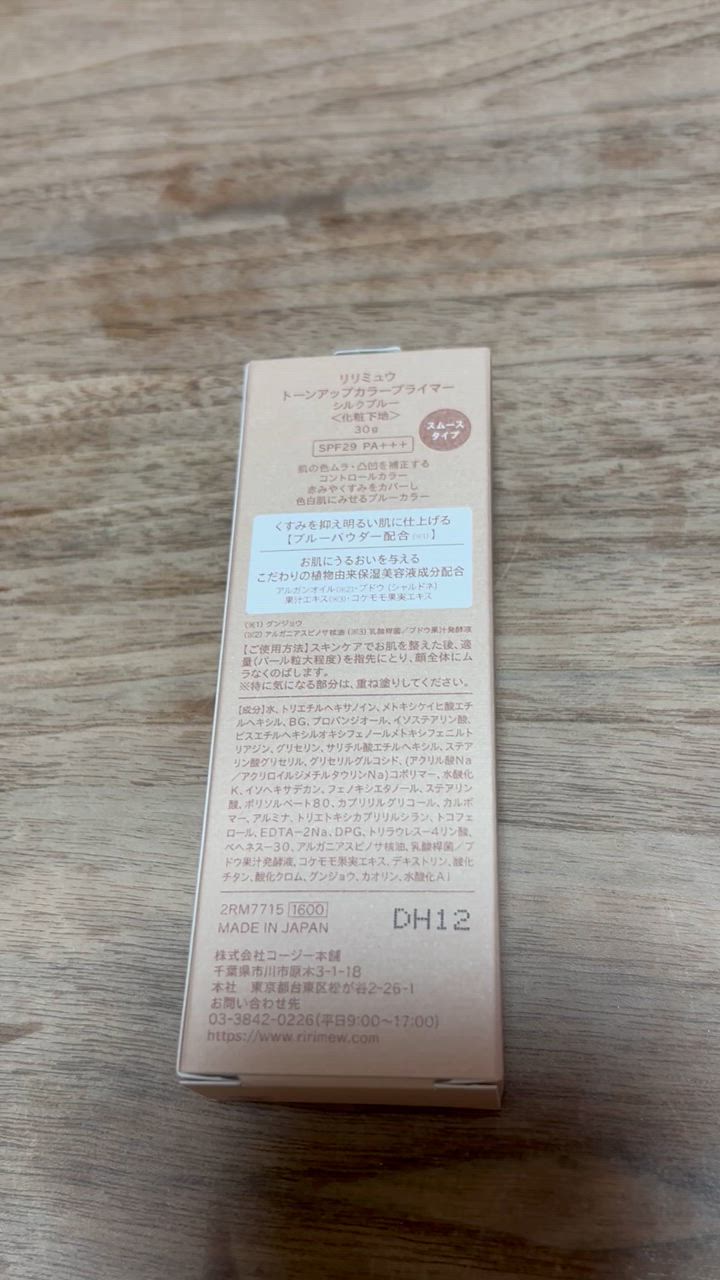 リリミュウ
トーンアップカラープライマー
シルクブルー
<化粧下地>
30g
スムース
タイプ
SPF29 PA+++
肌の色ムラ・凸凹を補正する
コントロールカラー
赤みやくすみをカバーし
色白肌にみせるブルーカラー
くすみを抑え明るい肌に仕上げる
【ブルーパウダー配合(※1)】
お肌にうるおいを与える
こだわりの植物由来保湿美容液成分配合
アルガンオイル(※2)・ブドウ(シャルドネ)
果汁エキス(※3)・コケモモ果実エキス
(※1) グンジョウ
(※2) アルガニアスピノサ核油 (※3) 乳酸桿菌/ブドウ果汁発酵液
【ご使用方法】スキンケアでお肌を整えた後、適
量(パール粒大程度)を指先にとり、顔全体にム
ラなくのばします。
※特に気になる部分は、重ね塗りしてください。
【成分】水、トリエチルヘキサノイン、メトキシケイヒ酸エチ
ルヘキシル、BG、プロパンジオール、イソステアリン酸、
ビスエチルヘキシルオキシフェノールメトキシフェニルト
リアジン、グリセリン、サリチル酸エチルヘキシル、ステア
リン酸グリセリル、グリセリルグルコシド、(アクリル酸Na
/アクリロイルジメチルタウリンNa)コポリマー、水酸化
K、イソヘキサデカン、フェノキシエタノール、ステアリン
酸、ポリソルベート80、カプリリルグリコール、カルボ
マー、アルミナ、トリエトキシカプリリルシラン、トコフェ
ロール、EDTA-2Na、DPG、トリラウレス-4リン酸、
ベヘネス-30、アルガニアスピノサ核油、乳酸桿菌/ブ
ドウ果汁発酵液、コケモモ果実エキス、デキストリン、酸化
チタン、酸化クロム、グンジョウ、カオリン、水酸化Al
2RM7715 1600
MADE IN JAPAN
DH12
株式会社コージー本舗
千葉県市川市原木3-1-18
本社 東京都台東区松が谷2-26-1
お問い合わせ先
03-3842-0226(平日9:00~17:00)
https://www.ririmew.com